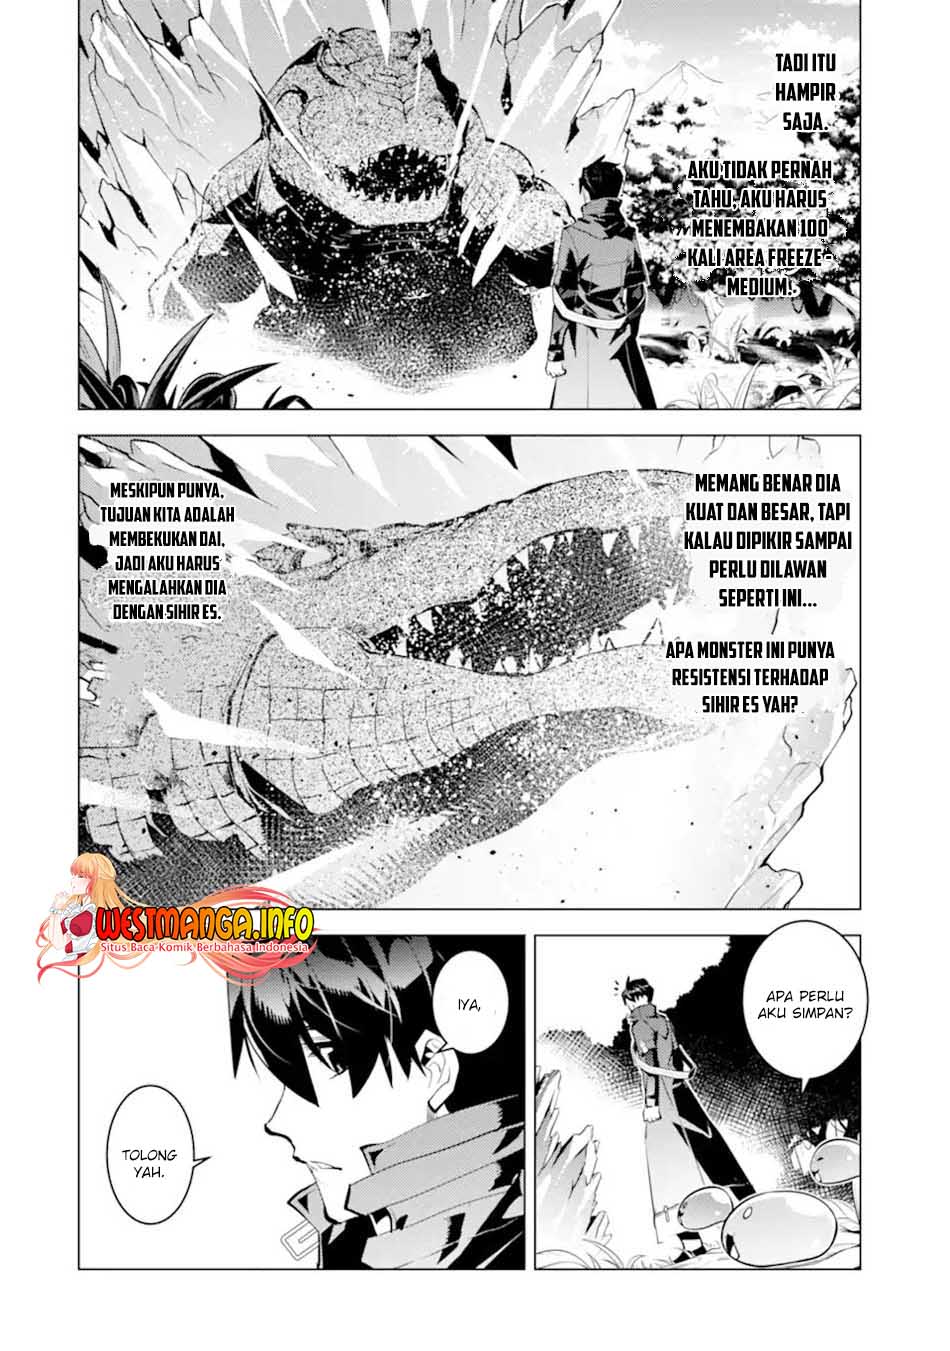 TADI ITU
HAMPIR
SAJA.
AKU TIDAK PERNAH
TAHU, AKU HARUS
MENEMBAKAN 100
KALI AREA FREEZE -
MEDIUM!
MEMANG BENAR DIA
KUAT DAN BESAR, TAPI
KALAU DIPIKIR SAMPAI
PERLU DILAWAN
SEPERTI INI...
APA MONSTER INI PUNYA
RESISTENSI TERHADAP
SIHIR ES YAH?
MESKIPUN PUNYA,
TUJUAN KITA ADALAH
MEMBEKUKAN DAI,
JADI AKU HARUS
MENGALAHKAN DIA
DENGAN SIHIR ES.
WESTMANGA.INFO
Situs Baca Komik Berbahasa Indonesia
APA PERLU
AKU SIMPAN?
IYA,
TOLONG
YAH.